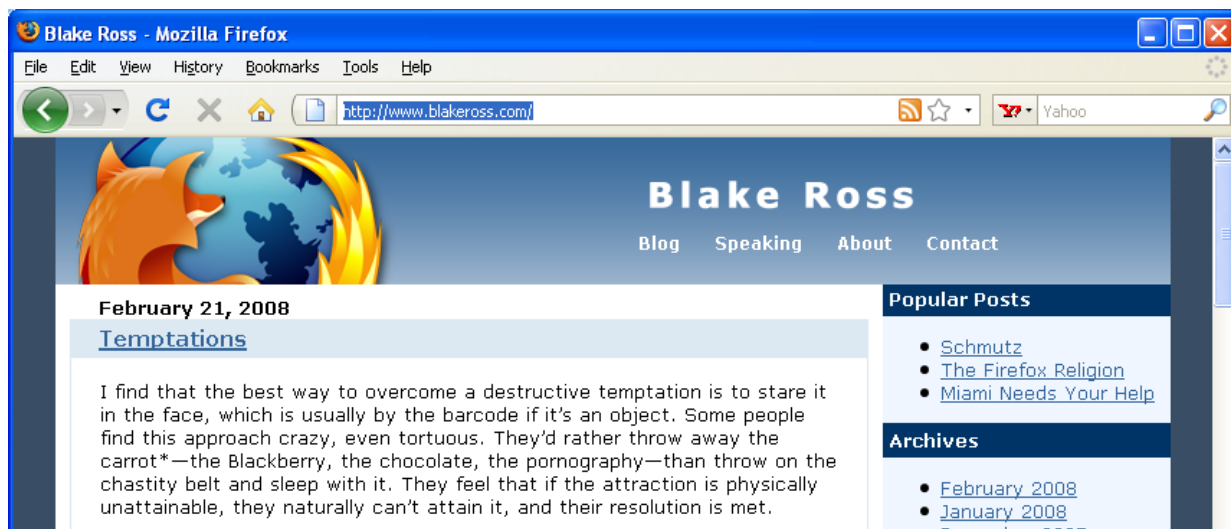 Blake Ross - Mozilla Firefox
File Edit View History Bookmarks Tools Help
http://www.blakeross.com/
Yahoo
Blake Ross
Blog Speaking About Contact
February 21, 2008
Temptations
I find that the best way to overcome a destructive temptation is to stare it
in the face, which is usually by the barcode if it's an object. Some people
find this approach crazy, even tortuous. They'd rather throw away the
carrot*—the Blackberry, the chocolate, the pornography—than throw on the
chastity belt and sleep with it. They feel that if the attraction is physically
unattainable, they naturally can't attain it, and their resolution is met.
Popular Posts
Schmutz
The Firefox Religion
Miami Needs Your Help
Archives
February 2008
January 2008